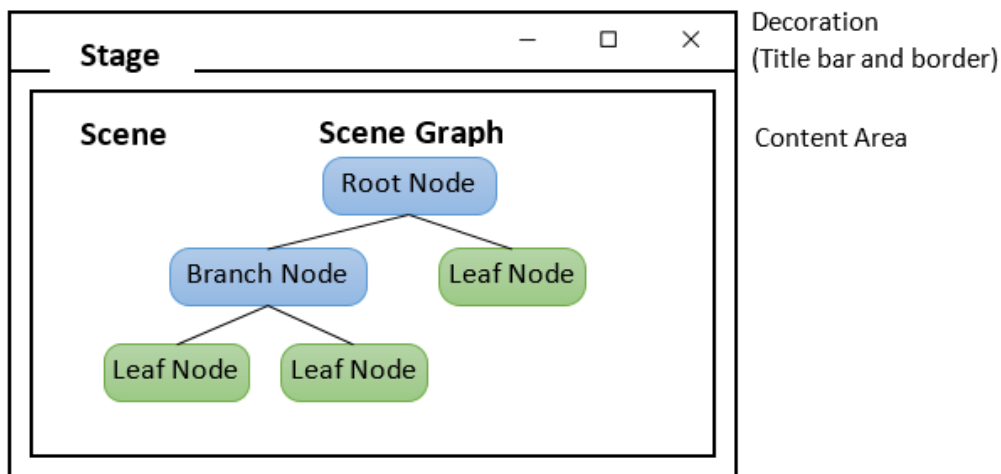 Stage
Decoration
(Title bar and border)
Scene
Scene Graph
Content Area
Root Node
Branch Node
Leaf Node
Leaf Node
Leaf Node